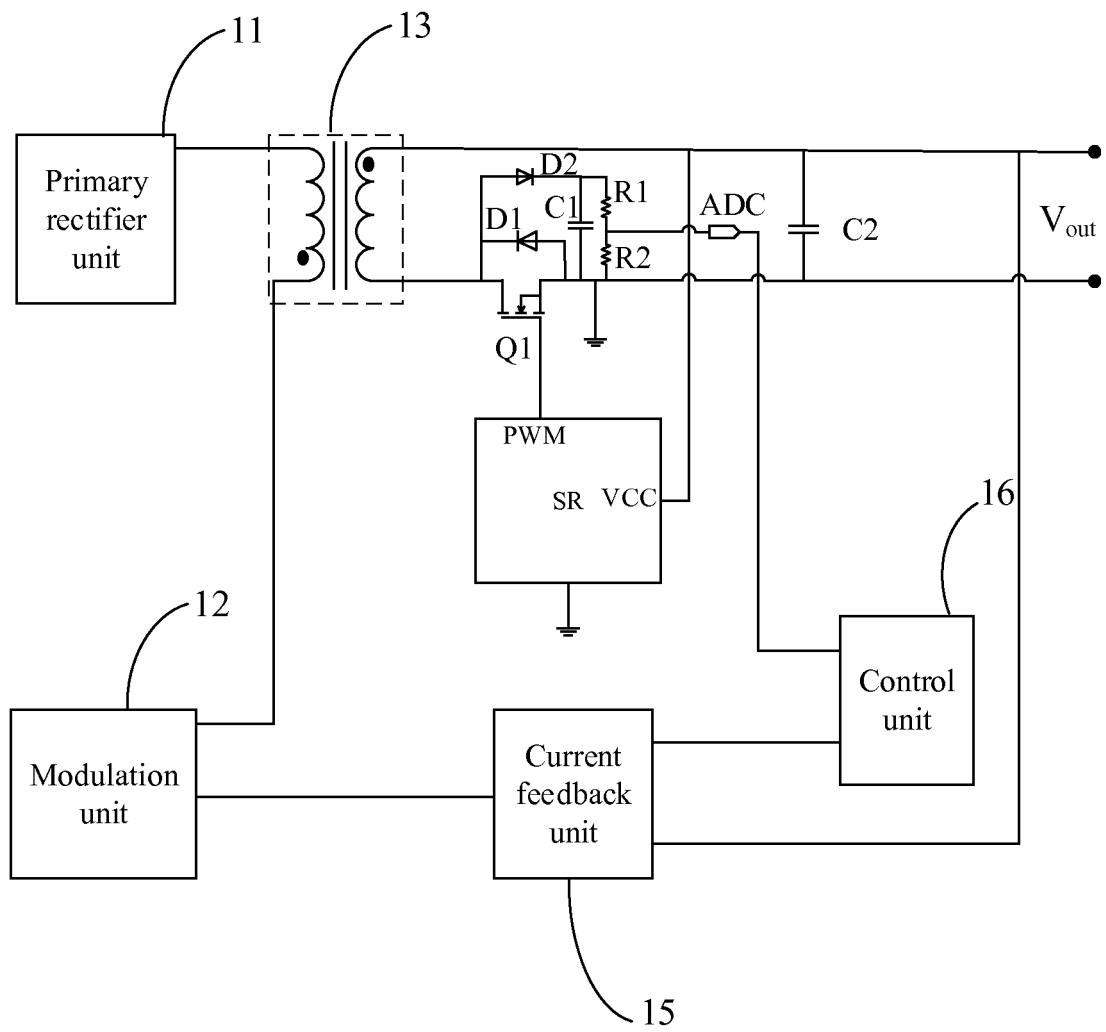 11
13
Primary
rectifier
unit
D2
D1
C1
R1
R2
ADC
C2
Vout
Q1
PWM
SR
VCC
16
Control
unit
12
Modulation
unit
Current
feedback
unit
15